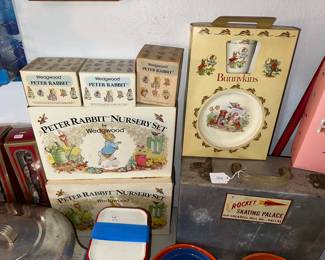 Wedgwood
PETER RABBIT
Wedgwood
PETER RABBIT
Wedgwood
PETER RABBIT
Bunnykins
PETER RABBIT NURSERY SET
by
Wedgwood
PETER RABBIT NURSERY SET
Wedgwood
ROCKET
SKATING PALACE